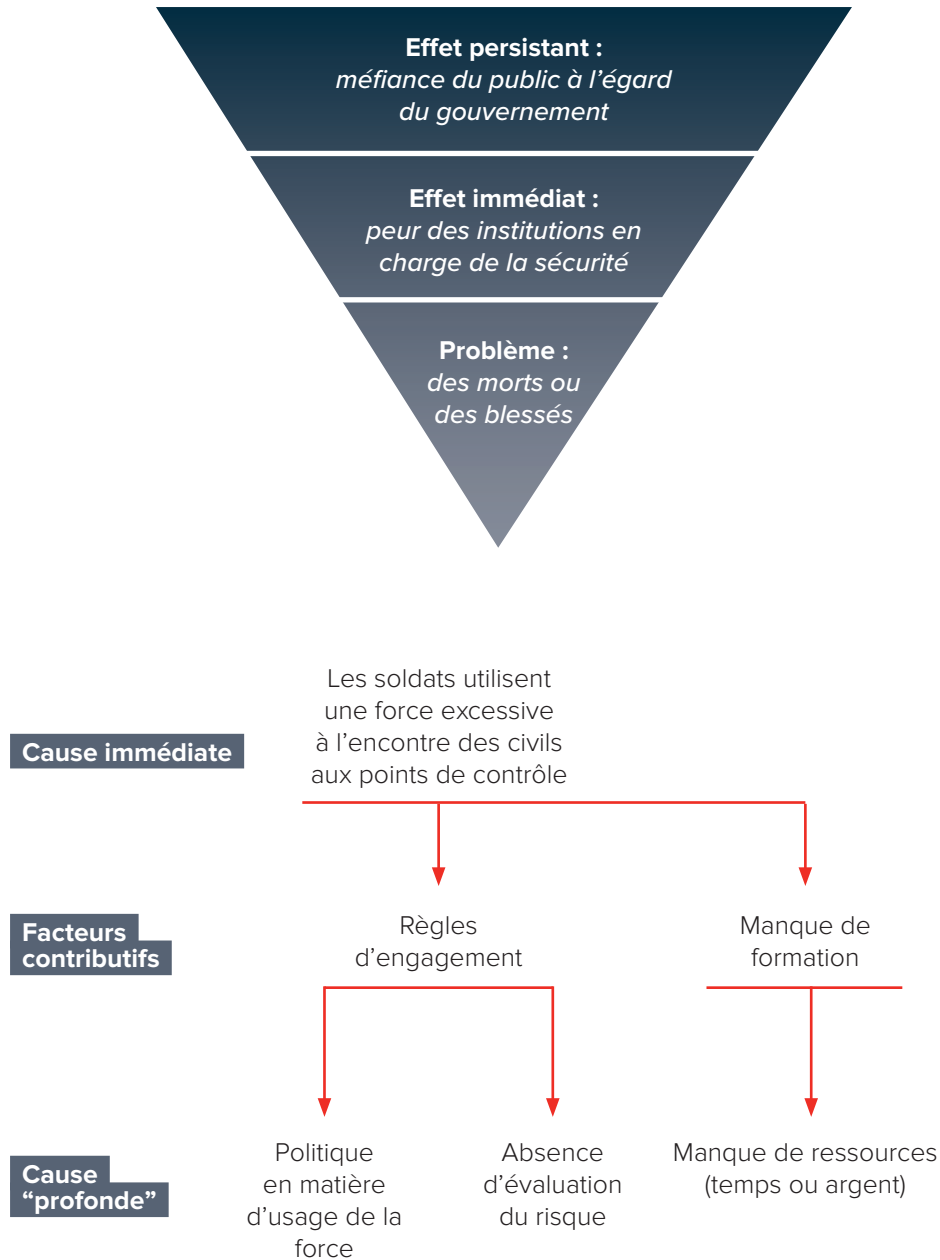 Effet persistant :
méfiance du public à l’égard
du gouvernement
Effet immédiat :
peur des institutions en
charge de la sécurité
Problème :
des morts ou
des blessés
Les soldats utilisent
une force excessive
à l’encontre des civils
aux points de contrôle
Cause immédiate
Facteurs
contributifs
Règles
d’engagement
Manque de
formation
Cause
“profonde”
Politique
en matière
d’usage de la
force
Absence
d’évaluation
du risque
Manque de ressources
(temps ou argent)